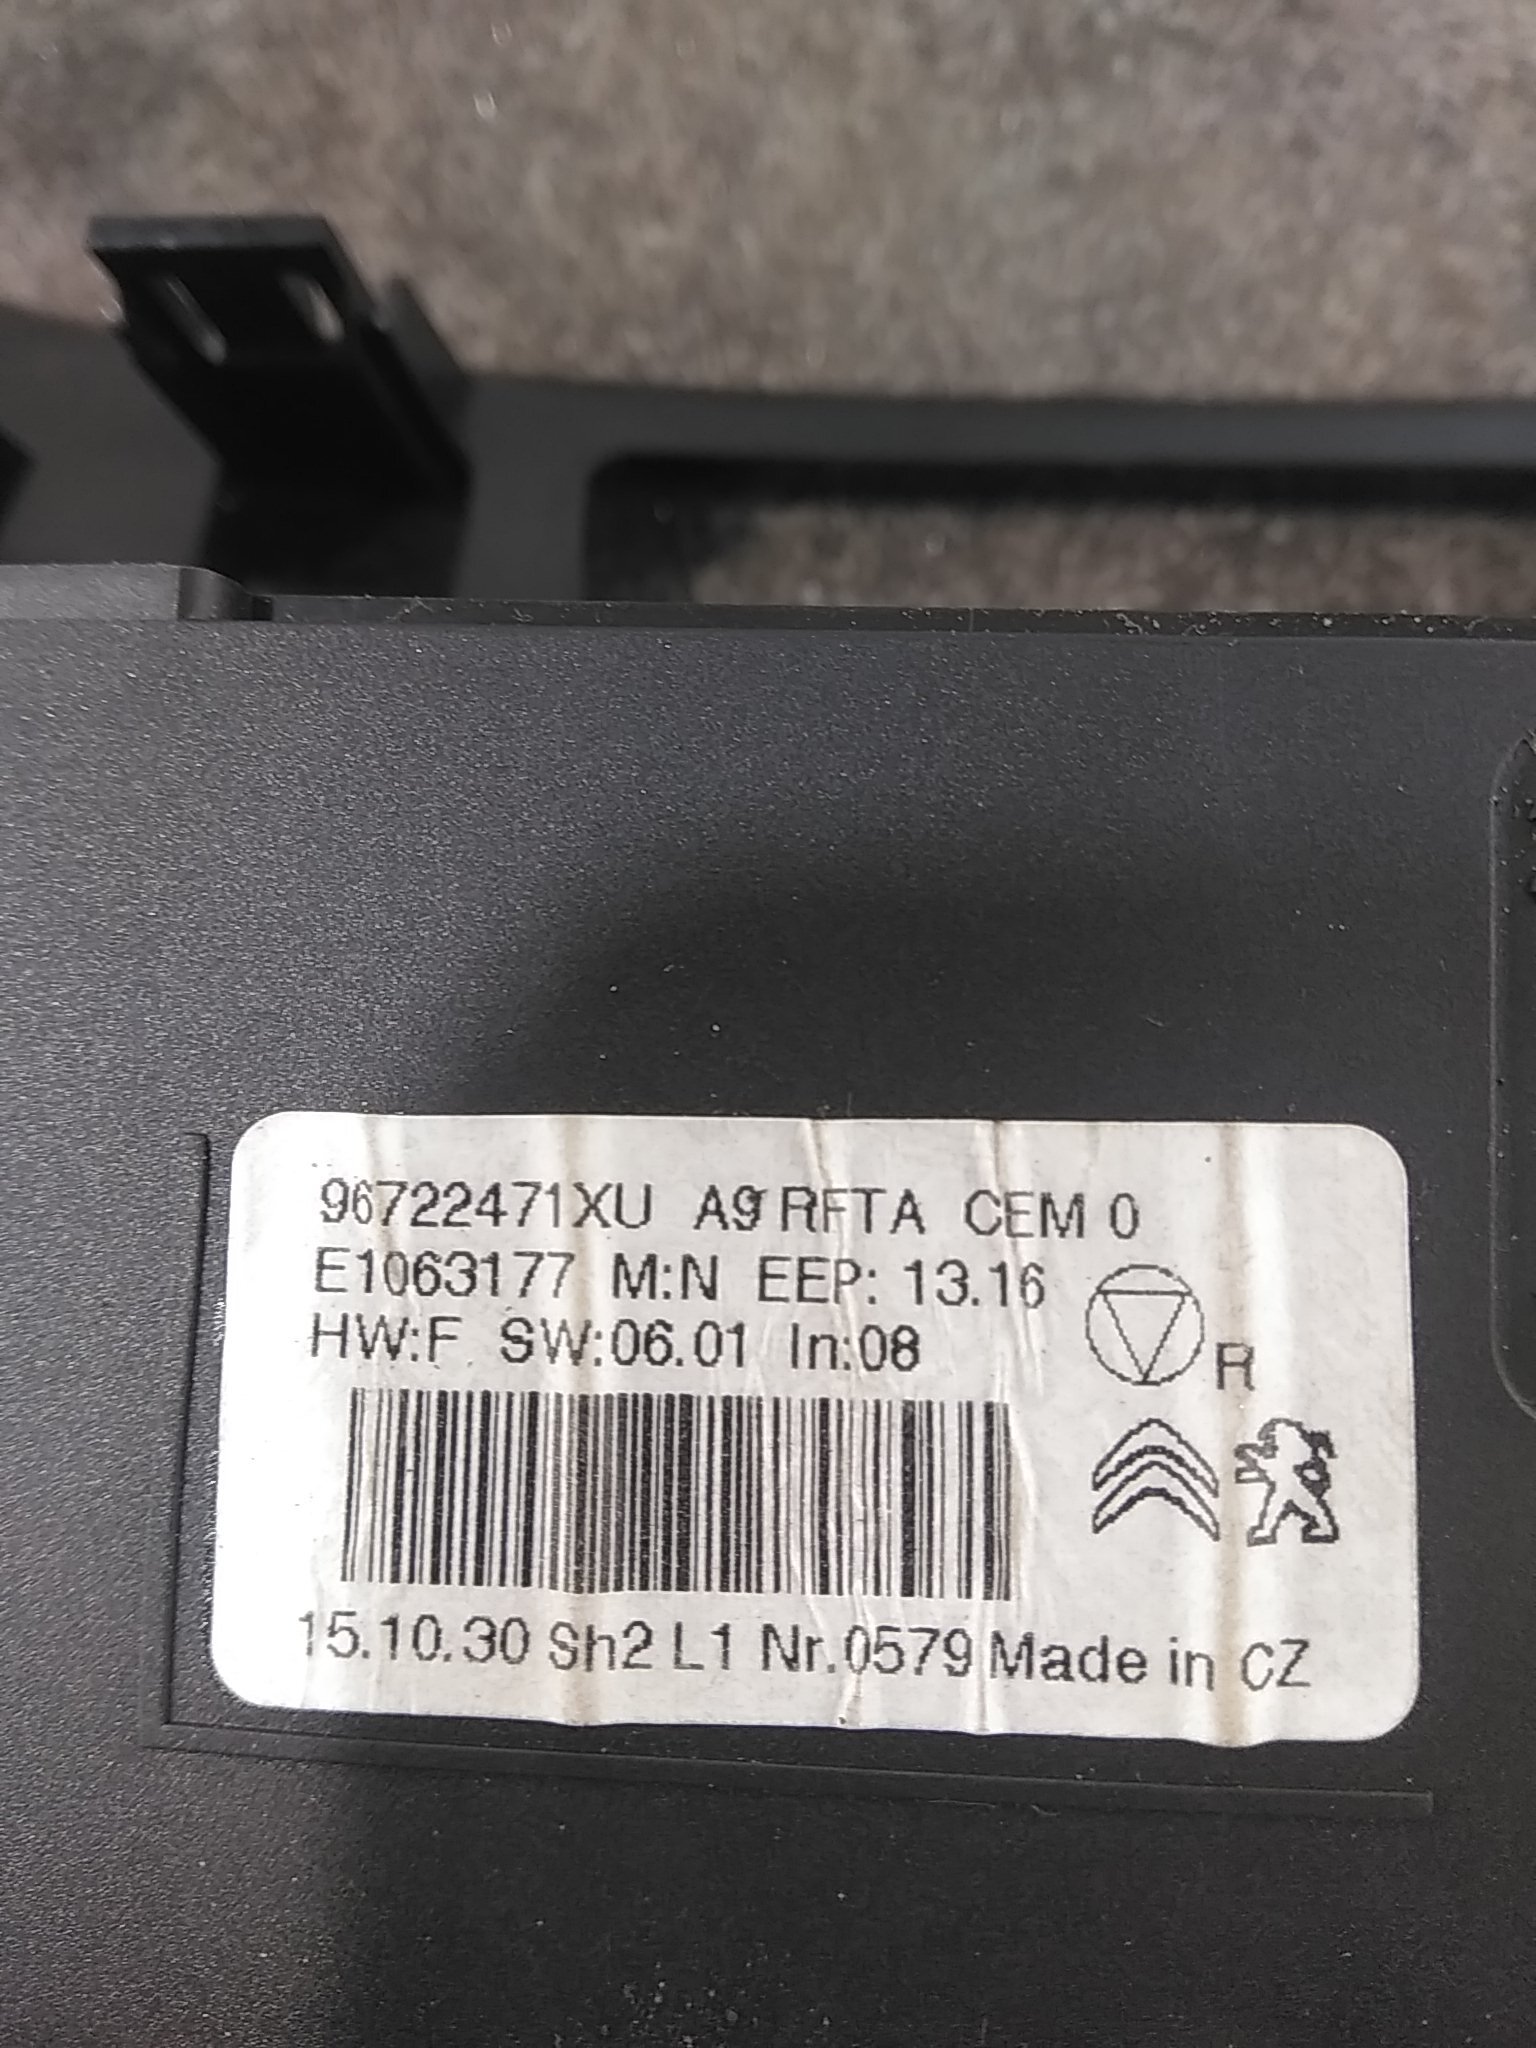 96722471XU A9 RFTA CEM 0
E1063177 M:N EEP: 13.16
HW:F SW:06.01 In:08
R
15.10.30 Sh2 L1 Nr.0579 Made in CZ